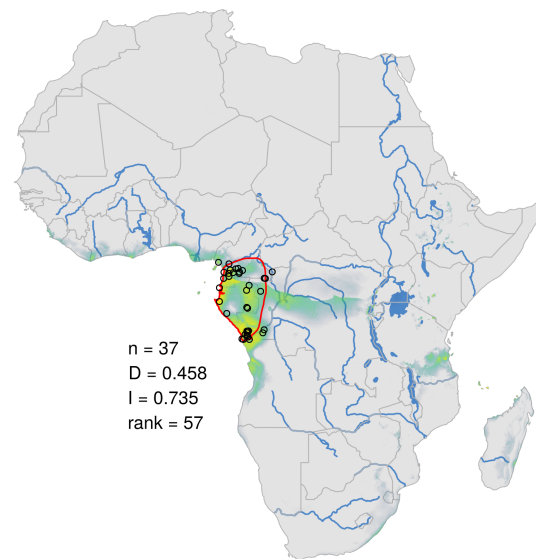 n = 37
D = 0.458
I = 0.735
rank = 57